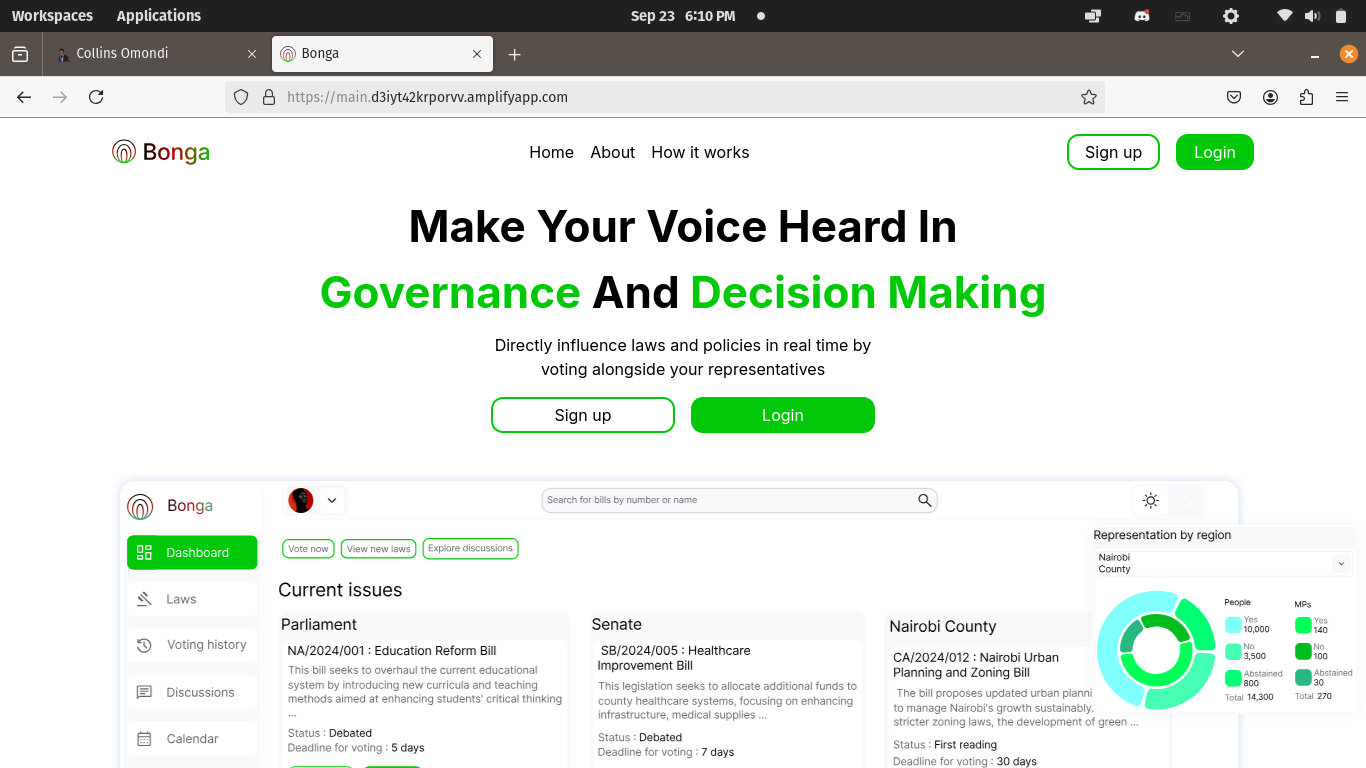 Workspaces Applications Sep 23 6:10 PM
Collins Omondi Bonga
https://main.d3iyt42krporvv.amplifyapp.com
Bonga Home About How it works Sign up Login
Make Your Voice Heard In
Governance And Decision Making
Directly influence laws and policies in real time by
voting alongside your representatives
Sign up Login
Bonga
Search for bills by number or name
Dashboard
Laws
Voting history
Discussions
Calendar
Vote now View new laws Explore discussions
Current issues
Parliament
NA/2024/001 : Education Reform Bill
This bill seeks to overhaul the current educational
system by introducing new curricula and teaching
methods aimed at enhancing students' critical thinking
...
Status : Debated
Deadline for voting : 5 days
Senate
SB/2024/005 : Healthcare
Improvement Bill
This legislation seeks to allocate additional funds to
county healthcare systems, focusing on enhancing
infrastructure, medical supplies ...
Status : Debated
Deadline for voting : 7 days
Nairobi County
CA/2024/012 : Nairobi Urban
Planning and Zoning Bill
The bill proposes updated urban planni
to manage Nairobi's growth sustainably.
stricter zoning laws, the development of green ...
Status : First reading
Deadline for voting : 30 days
Representation by region
Nairobi
County
People
Yes
10,000
No
3,500
Abstained
800
Total 14,300
MPs
Yes
140
No
100
Abstained
30
Total 270